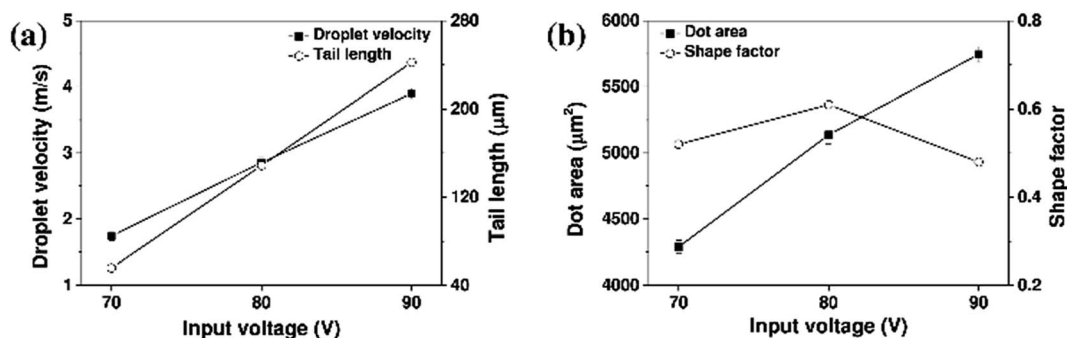 (a)
Droplet velocity (m/s)
5
4
3
2
1
Droplet velocity
Tail length
280
200
120
40
Tail length (μm)
70
80
90
Input voltage (V)
(b)
Dot area (μm²)
6000
5500
5000
4500
4000
Dot area
Shape factor
0.8
0.6
0.4
0.2
Shape factor
70
80
90
Input voltage (V)